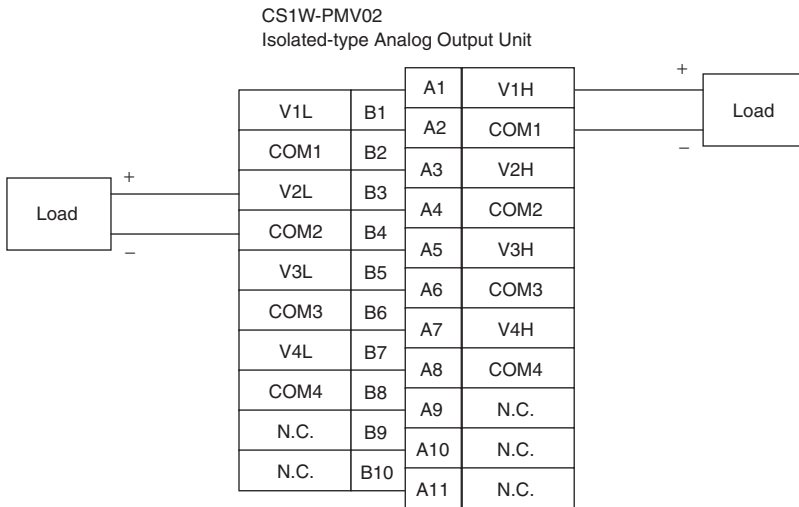 CS1W-PMV02
Isolated-type Analog Output Unit
A1 V1H
V1L B1
A2 COM1
COM1 B2
A3 V2H
V2L B3
A4 COM2
COM2 B4
A5 V3H
V3L B5
A6 COM3
COM3 B6
A7 V4H
V4L B7
A8 COM4
COM4 B8
A9 N.C.
N.C. B9
A10 N.C.
N.C. B10
A11 N.C.
+
Load
−
+
Load
−